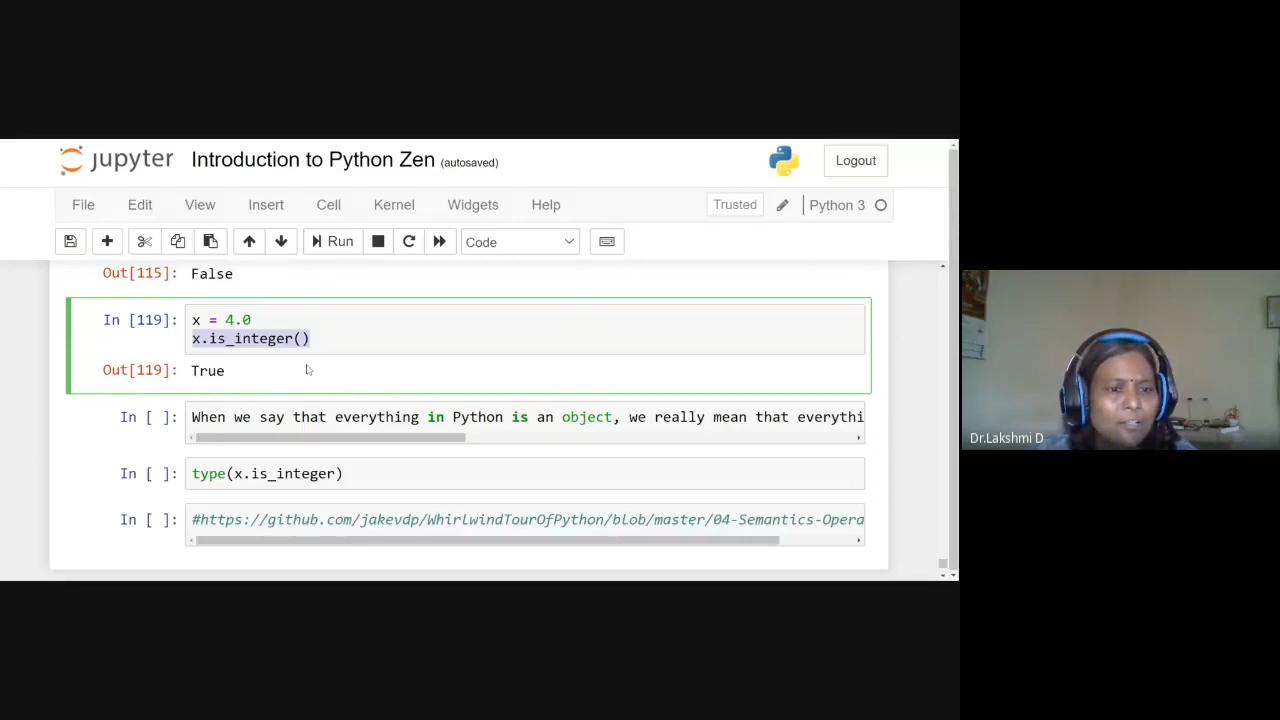 jupyter Introduction to Python Zen (autosaved)
Logout
File Edit View Insert Cell Kernel Widgets Help Trusted Python 3
Run Code
Out[115]: False
In [119]: x = 4.0
x.is_integer()
Out[119]: True
In [ ]: When we say that everything in Python is an object, we really mean that everythi
In [ ]: type(x.is_integer)
In [ ]: #https://github.com/jakevdp/WhirlwindTourOfPython/blob/master/04-Semantics-Opera
Dr.Lakshmi D